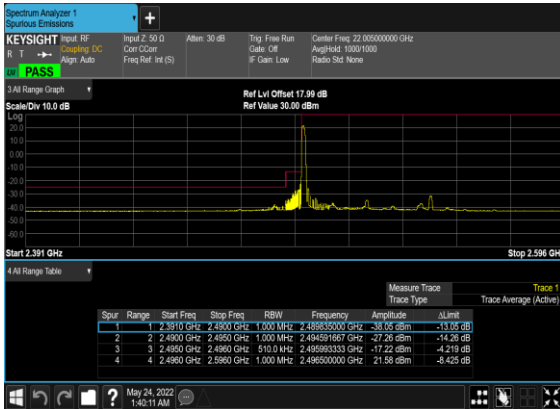 Spectrum Analyzer 1
Spurious Emissions
+
KEYSIGHT Input: RF Input Z: 50 Ω Atten: 30 dB Trig: Free Run Center Freq: 22.005000000 GHz
R T Coupling: DC Corr CCorr Gate: Off Avg|Hold: 1000/1000
Align: Auto Freq Ref: Int (S) IF Gain: Low Radio Std: None
PASS
3 All Range Graph
Ref Lvl Offset 17.99 dB
Scale/Div 10.0 dB Ref Value 30.00 dBm
Log
20.0
10.0
0.00
-10.0
-20.0
-30.0
-40.0
-50.0
-60.0
Start 2.391 GHz Stop 2.596 GH
4 All Range Table
Measure Trace Trace 1
Trace Type Trace Average (Active)
Spur Range Start Freq Stop Freq RBW Frequency Amplitude ΔLimit
1 1 2.3910 GHz 2.4900 GHz 1.000 MHz 2.489835000 GHz -38.05 dBm -13.05 dB
2 2 2.4900 GHz 2.4950 GHz 1.000 MHz 2.494591667 GHz -27.26 dBm -14.26 dB
3 3 2.4950 GHz 2.4960 GHz 510.0 kHz 2.495993333 GHz -17.22 dBm -4.219 dB
4 4 2.4960 GHz 2.5960 GHz 1.000 MHz 2.496500000 GHz 21.58 dBm -8.425 dB
?
May 24, 2022
1:40:11 AM